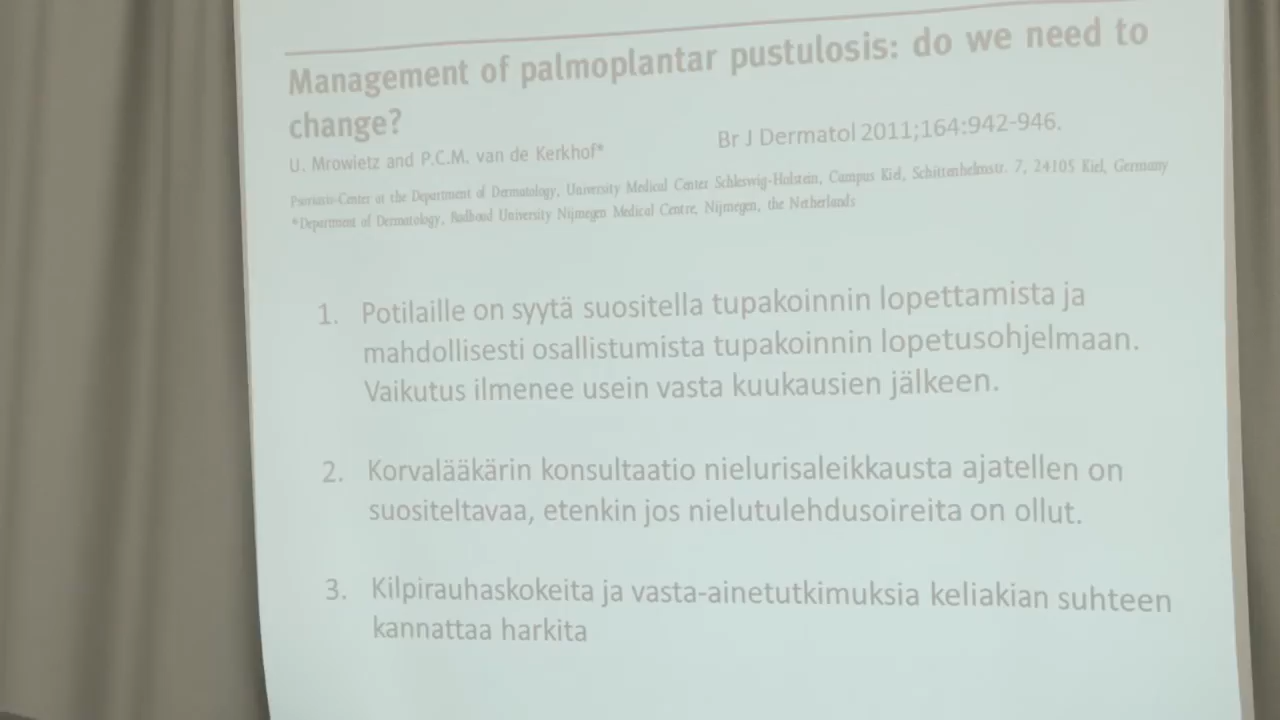 Management of palmoplantar pustulosis: do we need to
change?
U. Mrowietz and P.C.M. van de Kerkhof*
Br J Dermatol 2011;164:942-946.
Psoriasis-Center at the Department of Dermatology, University Medical Center Schleswig-Holstein, Campus Kiel, Schittenhelmstr. 7, 24105 Kiel, Germany
*Department of Dermatology, Radboud University Nijmegen Medical Centre, Nijmegen, the Netherlands
1. Potilaille on syytä suositella tupakoinnin lopettamista ja
mahdollisesti osallistumista tupakoinnin lopetusohjelmaan.
Vaikutus ilmenee usein vasta kuukausien jälkeen.
2. Korvalääkärin konsultaatio nielurisaleikkausta ajatellen on
suositeltavaa, etenkin jos nielutulehdusoireita on ollut.
3. Kilpirauhaskokeita ja vasta-ainetutkimuksia keliakian suhteen
kannattaa harkita